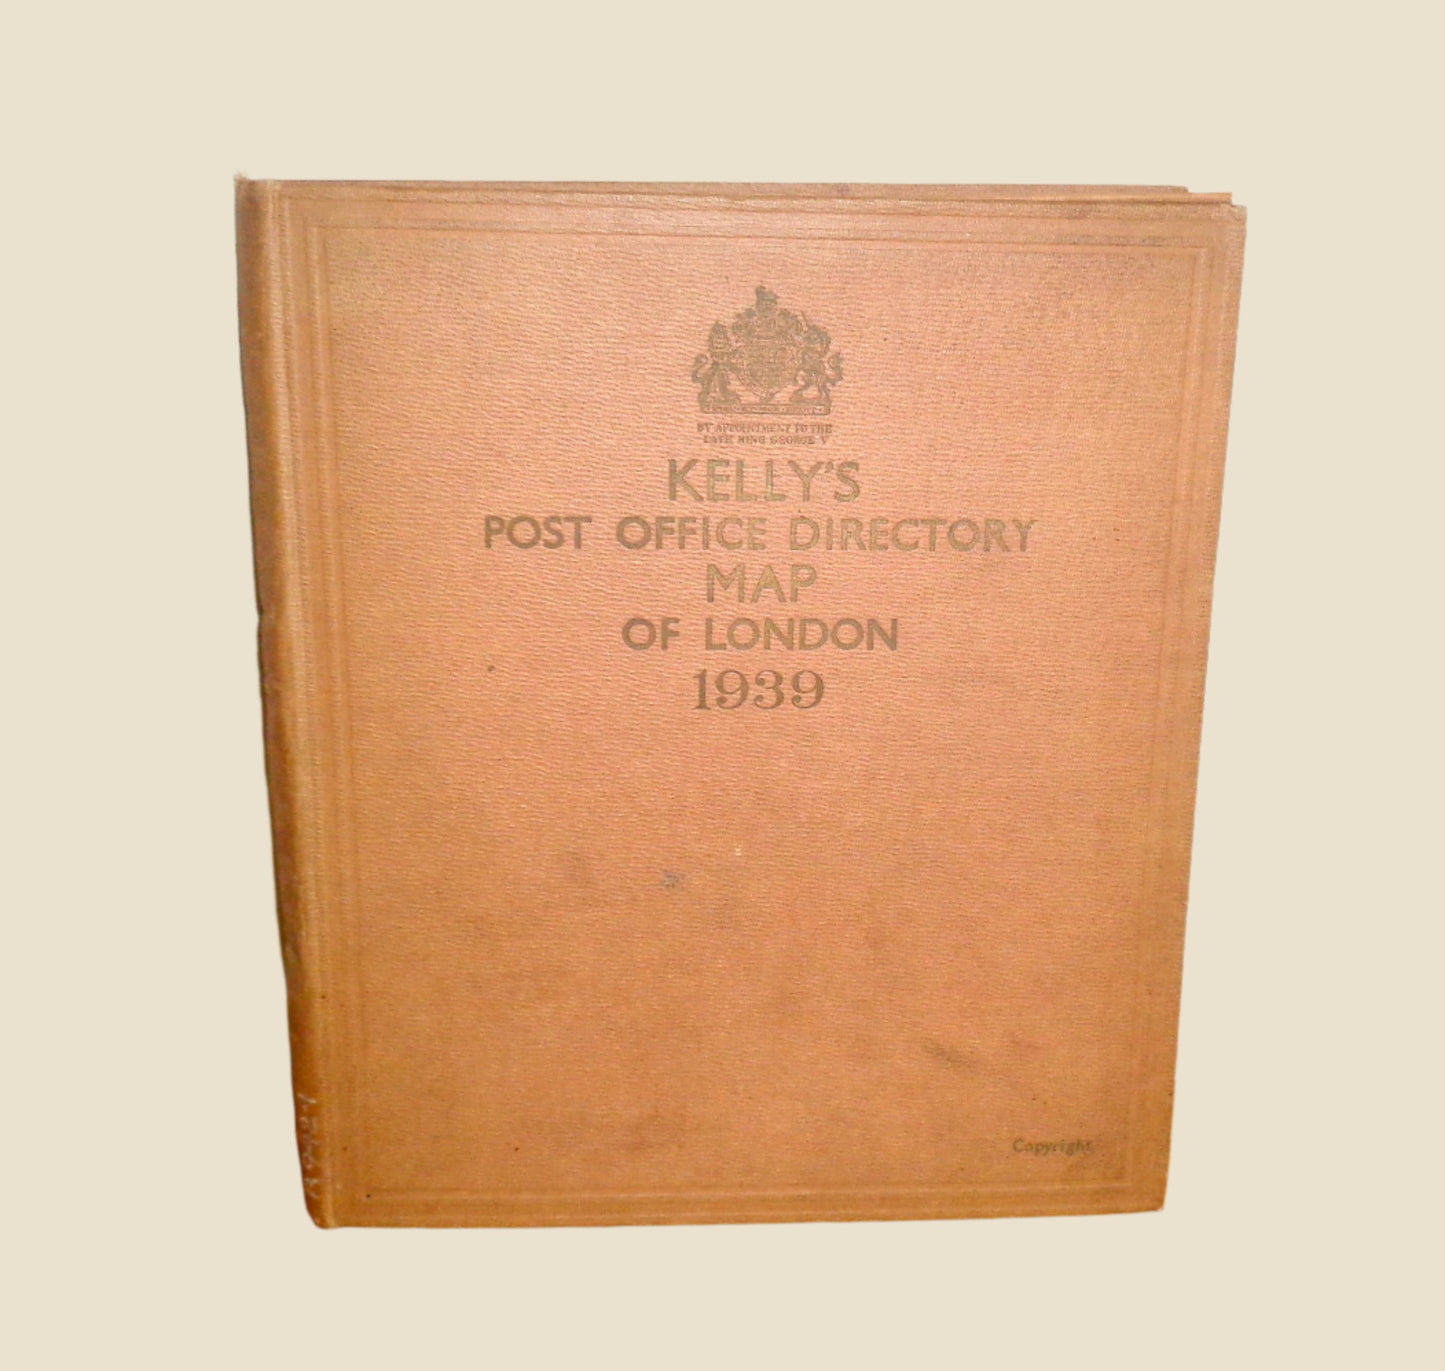 BY APPOINTMENT TO THE
LATE KING GEORGE V
KELLY'S
POST OFFICE DIRECTORY
MAP
OF LONDON
1939
Copyright